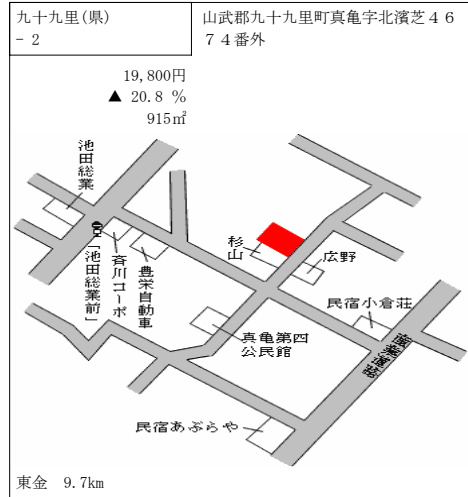 九十九里(県)
- 2
山武郡九十九里町真亀字北濱芝46
74番外
19,800円
▲ 20.8 %
915㎡
池田総業
「池田総業前」
斉川コーポ
豊栄自動車
杉山
広野
民宿小倉荘
真亀第四
公民館
民宿あぶらや
東金 9.7km